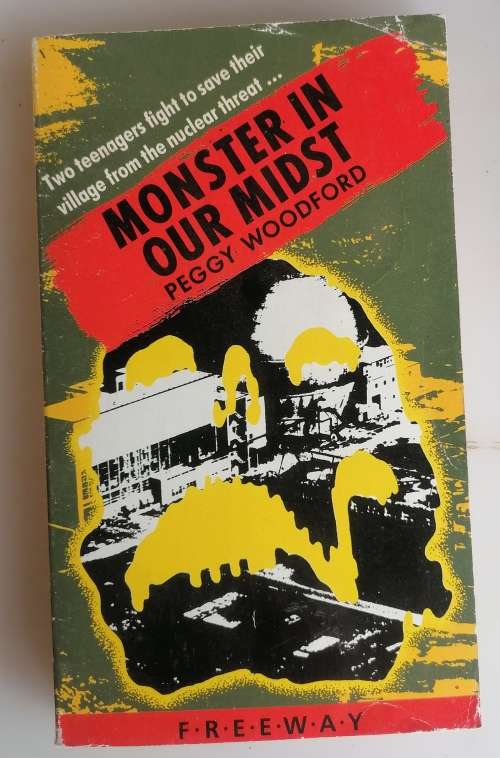 Two teenagers fight to save their
village from the nuclear threat ...
MONSTER IN
OUR MIDST
PEGGY WOODFORD
F·R·E·E·W·A·Y